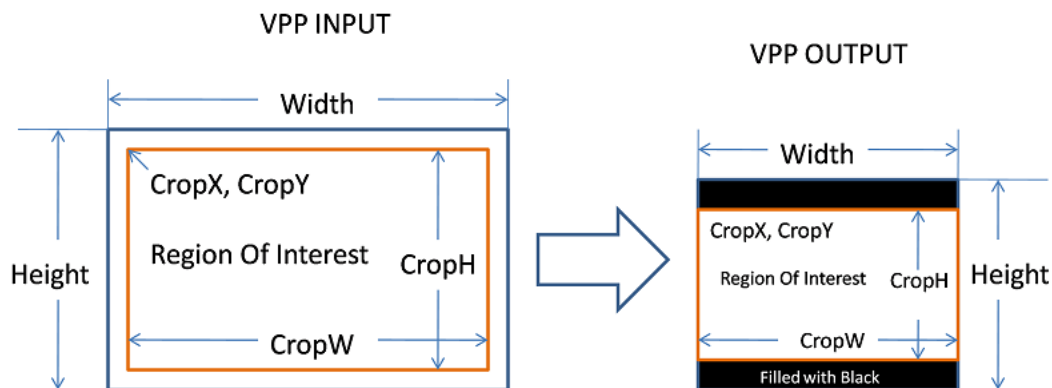 VPP INPUT
Width
Height
CropX, CropY
Region Of Interest
CropH
CropW
VPP OUTPUT
Width
CropX, CropY
Region Of Interest
CropH
Height
CropW
Filled with Black